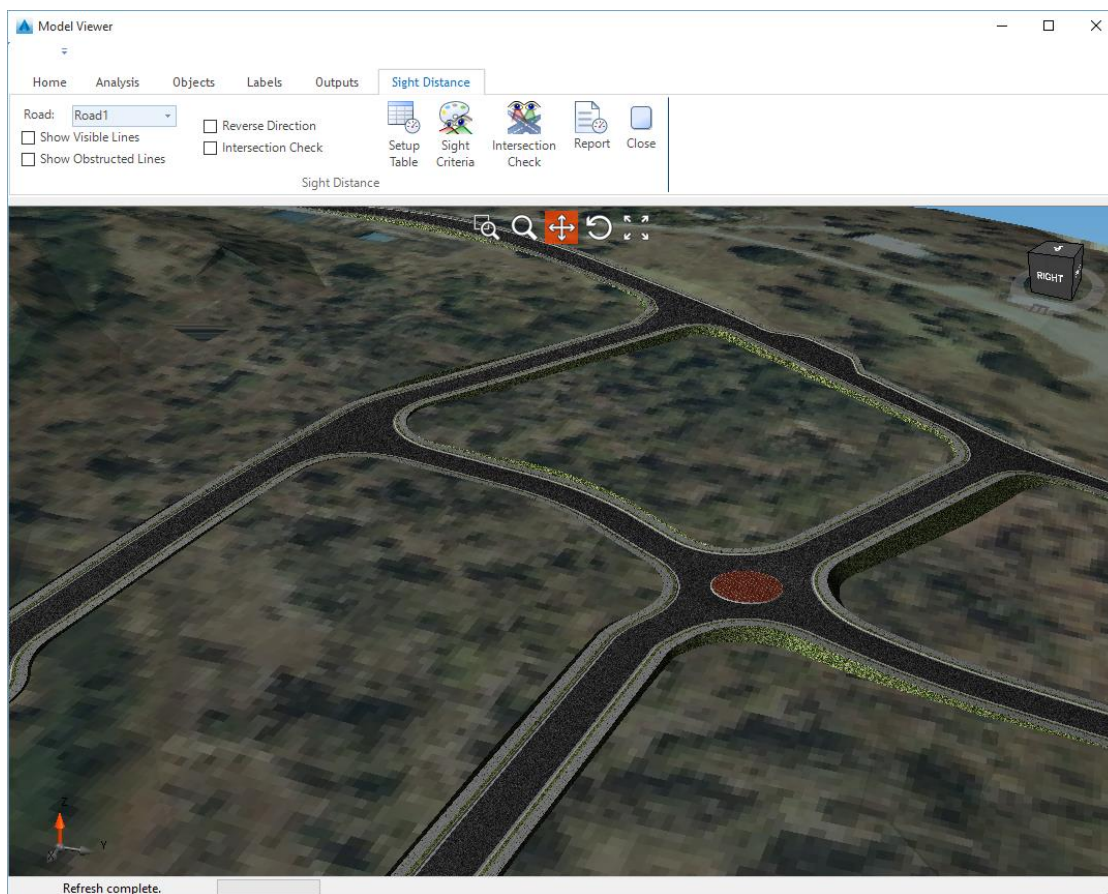 Model Viewer
Home Analysis Objects Labels Outputs Sight Distance
Road: Road1
Show Visible Lines
Show Obstructed Lines
Reverse Direction
Intersection Check
Setup
Table
Sight
Criteria
Intersection
Check
Report
Close
Sight Distance
RIGHT
Z
Y
Refresh complete.